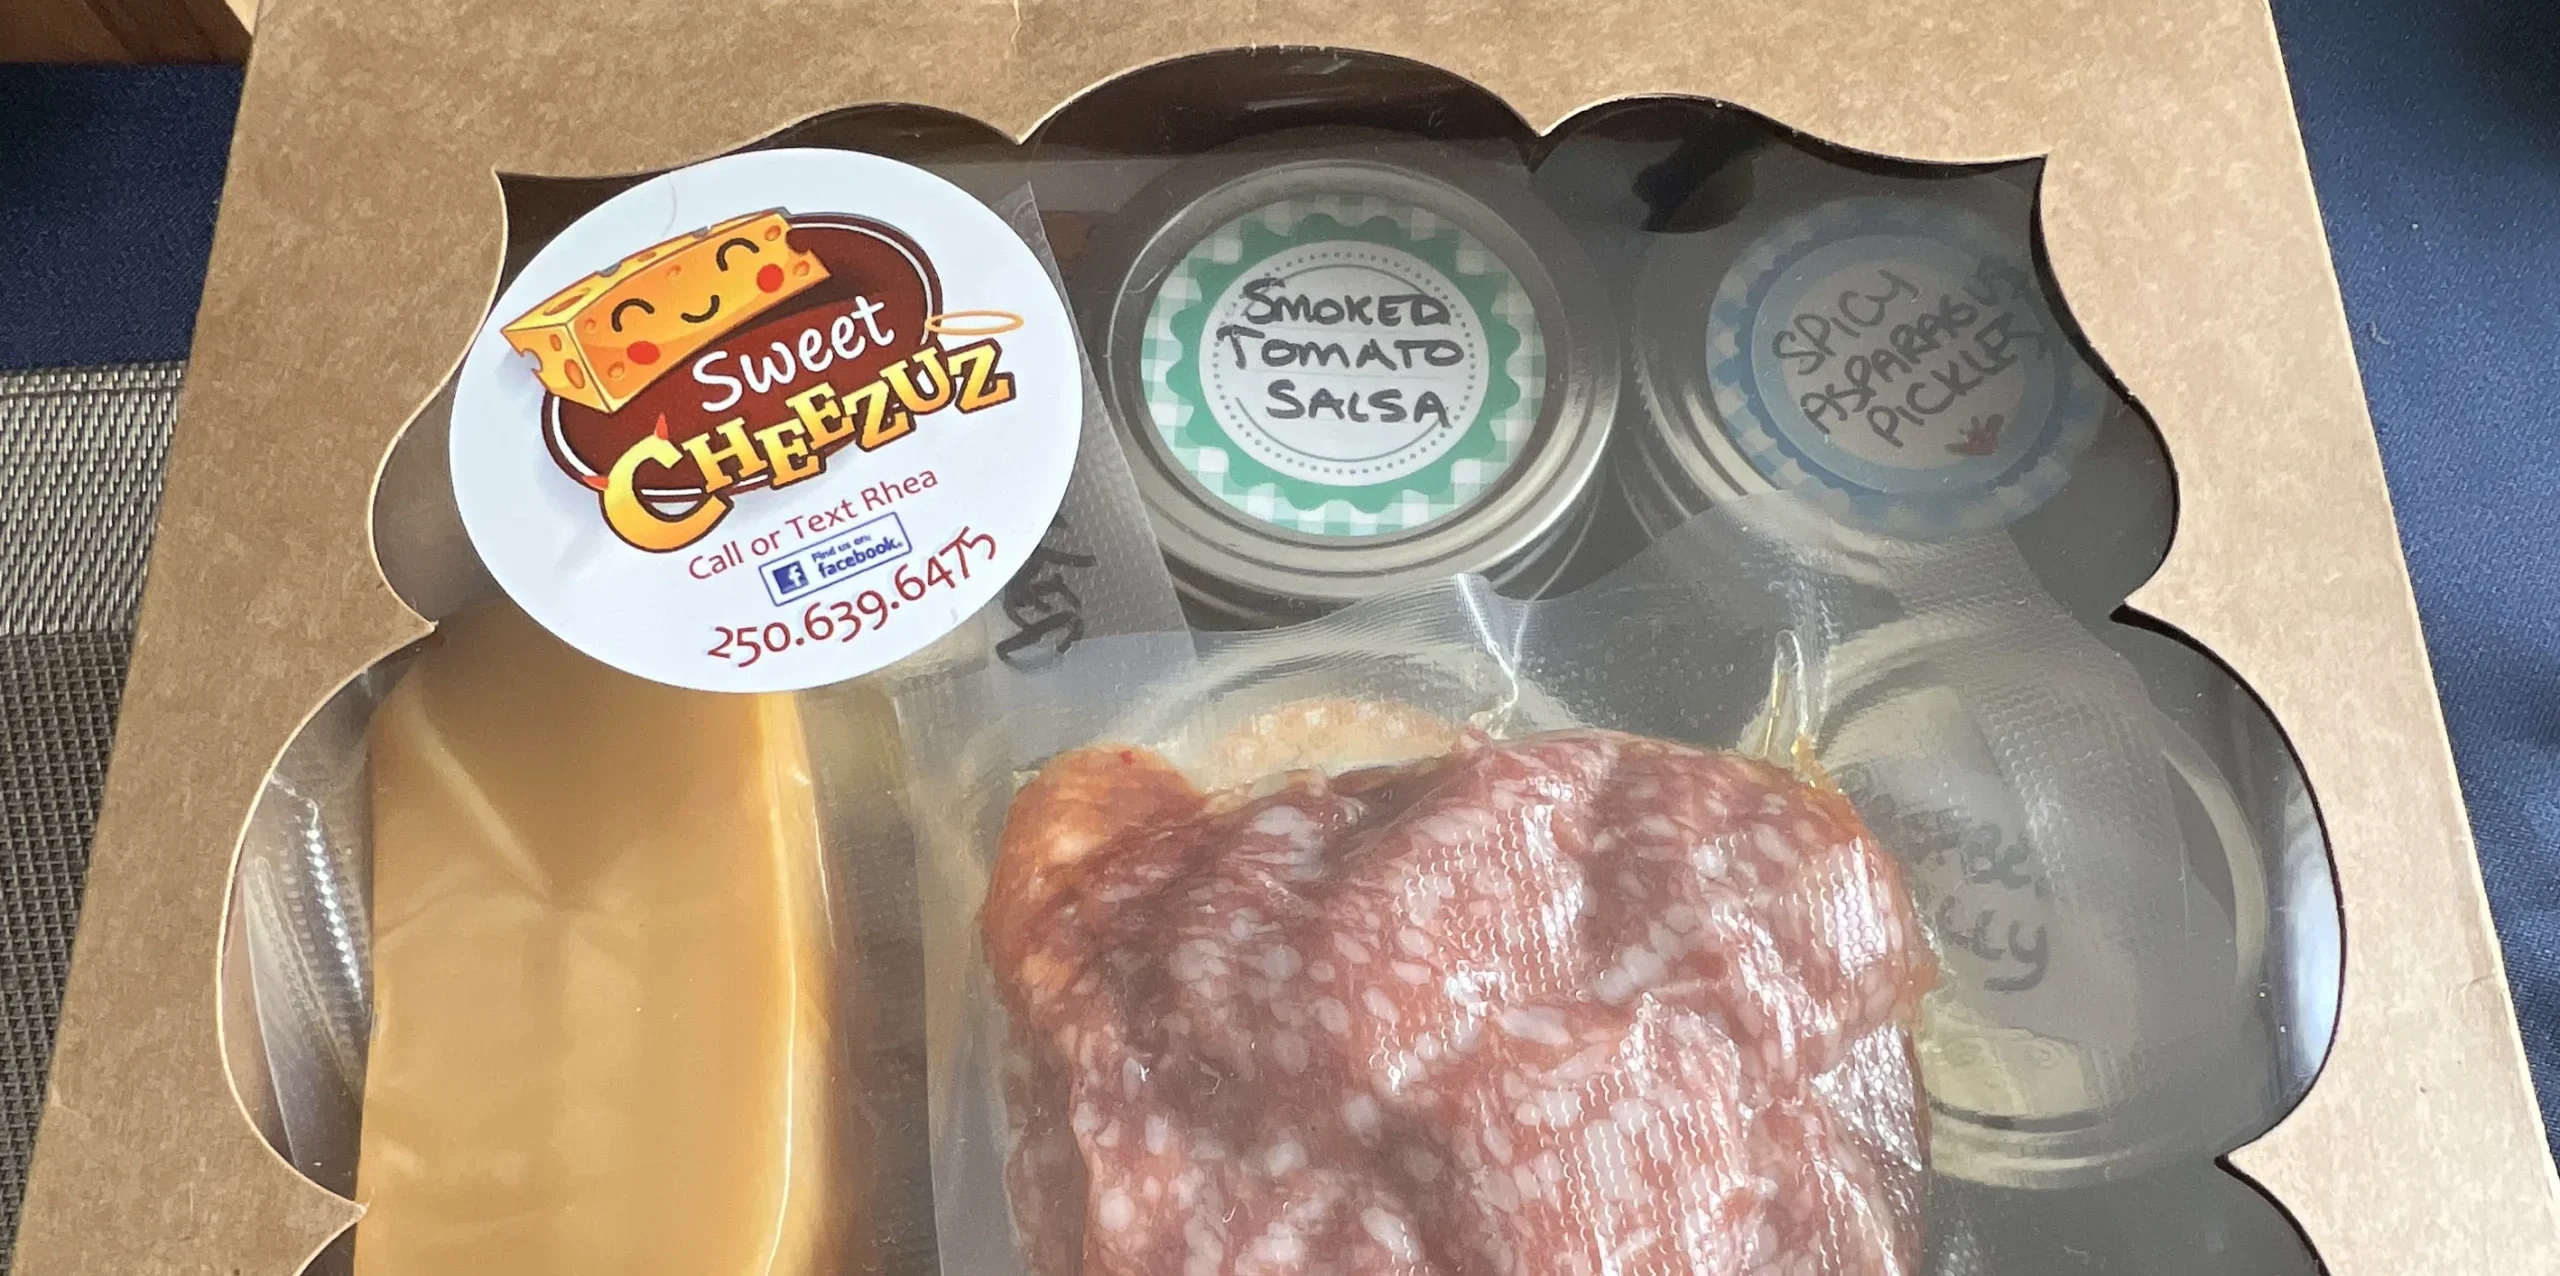 Sweet
CHEEZUZ
Call or Text Rhea
Find us on:
facebook.
250.639.6475
SMOKED
TOMATO
SALSA
SPICY
ASPARAGUS
PICKLES